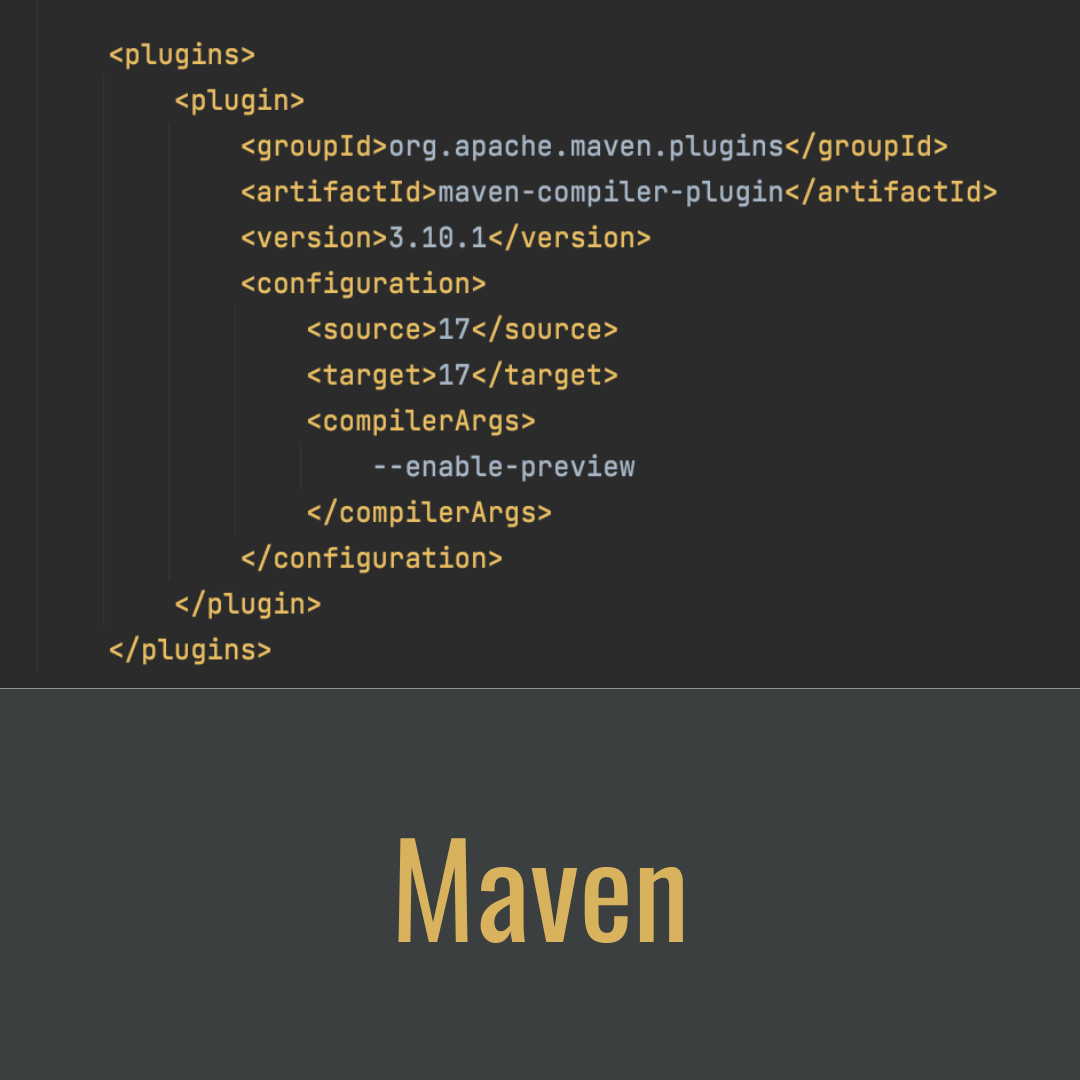 <plugins>
<plugin>
<groupId>org.apache.maven.plugins</groupId>
<artifactId>maven-compiler-plugin</artifactId>
<version>3.10.1</version>
<configuration>
<source>17</source>
<target>17</target>
<compilerArgs>
--enable-preview
</compilerArgs>
</configuration>
</plugin>
</plugins>
Maven